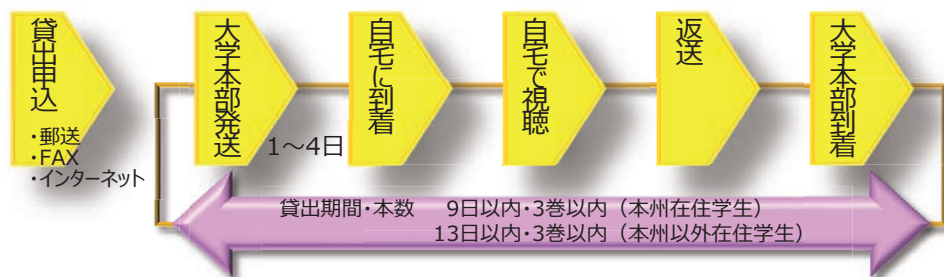 貸出申込
・郵送
・FAX
・インターネット
大学本部発送
1～4日
自宅に到着
自宅で視聴
返送
大学本部到着
貸出期間・本数　9日以内・3巻以内（本州在住学生）
13日以内・3巻以内（本州以外在住学生）